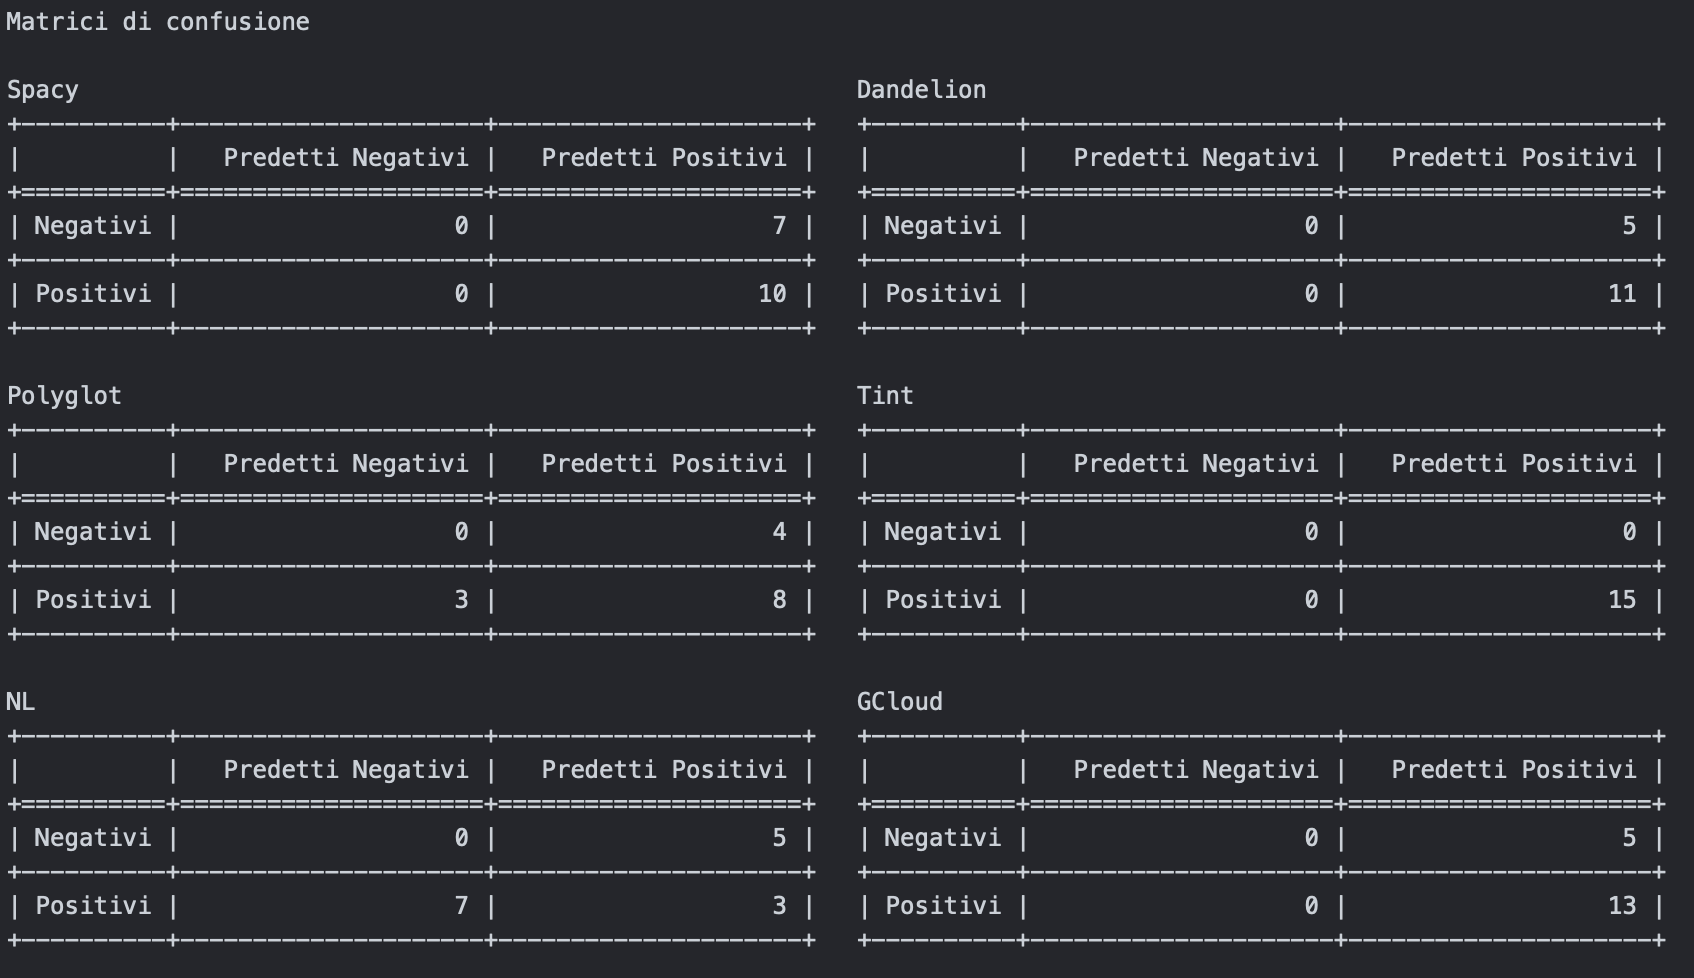 Matrici di confusione
Spacy Dandelion
+----------+---------------------+---------------------+ +----------+---------------------+---------------------+
| | Predetti Negativi | Predetti Positivi | | | Predetti Negativi | Predetti Positivi |
+==========+=====================+=====================+ +==========+=====================+=====================+
| Negativi | 0 | 7 | | Negativi | 0 | 5 |
+----------+---------------------+---------------------+ +----------+---------------------+---------------------+
| Positivi | 0 | 10 | | Positivi | 0 | 11 |
+----------+---------------------+---------------------+ +----------+---------------------+---------------------+
Polyglot Tint
+----------+---------------------+---------------------+ +----------+---------------------+---------------------+
| | Predetti Negativi | Predetti Positivi | | | Predetti Negativi | Predetti Positivi |
+==========+=====================+=====================+ +==========+=====================+=====================+
| Negativi | 0 | 4 | | Negativi | 0 | 0 |
+----------+---------------------+---------------------+ +----------+---------------------+---------------------+
| Positivi | 3 | 8 | | Positivi | 0 | 15 |
+----------+---------------------+---------------------+ +----------+---------------------+---------------------+
NL GCloud
+----------+---------------------+---------------------+ +----------+---------------------+---------------------+
| | Predetti Negativi | Predetti Positivi | | | Predetti Negativi | Predetti Positivi |
+==========+=====================+=====================+ +==========+=====================+=====================+
| Negativi | 0 | 5 | | Negativi | 0 | 5 |
+----------+---------------------+---------------------+ +----------+---------------------+---------------------+
| Positivi | 7 | 3 | | Positivi | 0 | 13 |
+----------+---------------------+---------------------+ +----------+---------------------+---------------------+